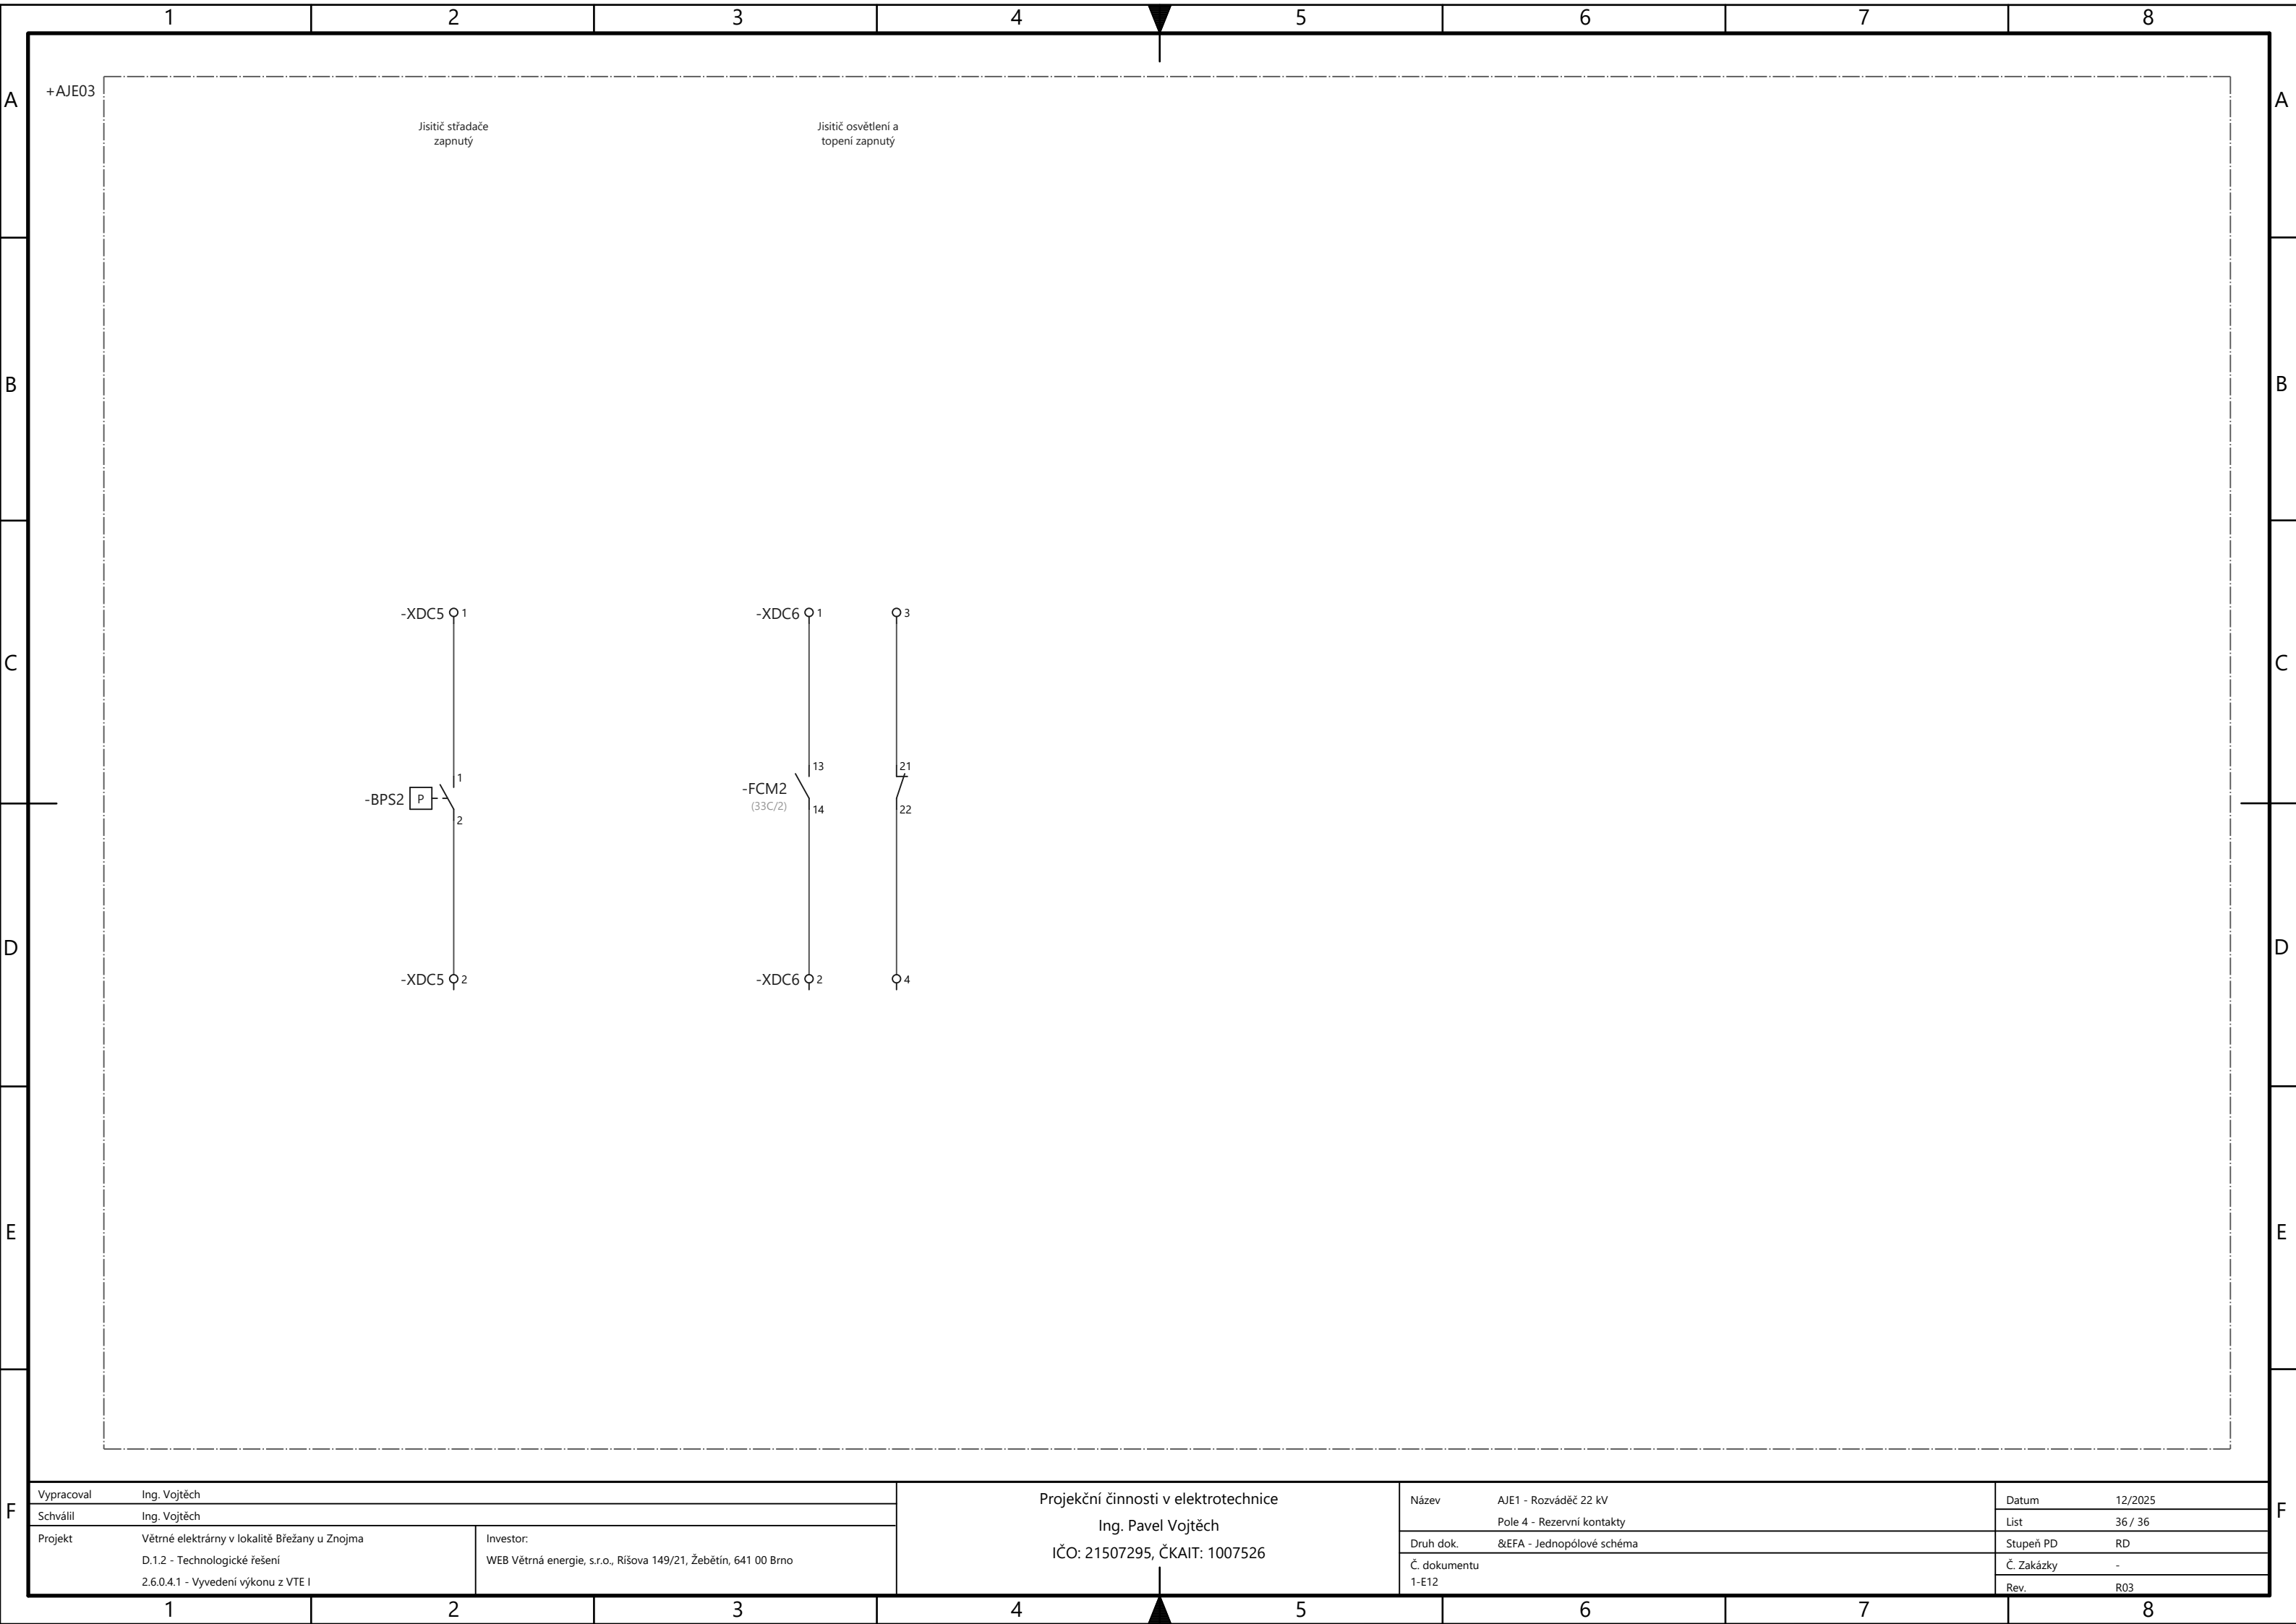 1 2 3 4 5 6 7 8
A A
+AJE03
Jisitič střadače
zapnutý
Jisitič osvětlení a
topení zapnutý
B B
-XDC5 1
-XDC6 1
3
C C
1
-BPS2 P
2
13
-FCM2
(33C/2)
14
21
22
D D
-XDC5 2
-XDC6 2
4
E E
F F
Vypracoval Ing. Vojtěch
Schválil Ing. Vojtěch
Projekt Větrné elektrárny v lokalitě Břežany u Znojma
D.1.2 - Technologické řešení
2.6.0.4.1 - Vyvedení výkonu z VTE I
Investor:
WEB Větrná energie, s.r.o., Ríšova 149/21, Žebětín, 641 00 Brno
Projekční činnosti v elektrotechnice
Ing. Pavel Vojtěch
IČO: 21507295, ČKAIT: 1007526
Název AJE1 - Rozváděč 22 kV
Pole 4 - Rezervní kontakty
Druh dok. &EFA - Jednopólové schéma
Č. dokumentu
1-E12
Datum 12/2025
List 36 / 36
Stupeň PD RD
Č. Zakázky -
Rev. R03
1 2 3 4 5 6 7 8